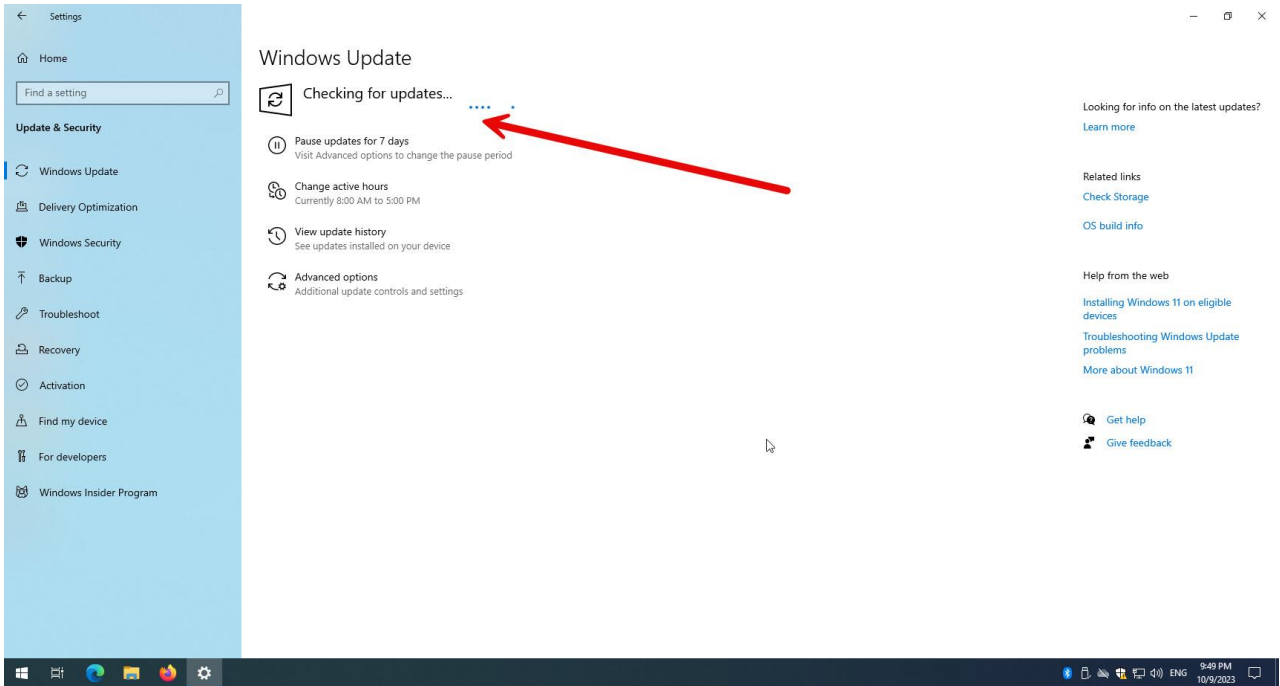 Settings
Home
Find a setting
Update & Security
Windows Update
Delivery Optimization
Windows Security
Backup
Troubleshoot
Recovery
Activation
Find my device
For developers
Windows Insider Program
Windows Update
Checking for updates...
Pause updates for 7 days
Visit Advanced options to change the pause period
Change active hours
Currently 8:00 AM to 5:00 PM
View update history
See updates installed on your device
Advanced options
Additional update controls and settings
Looking for info on the latest updates?
Learn more
Related links
Check Storage
OS build info
Help from the web
Installing Windows 11 on eligible
devices
Troubleshooting Windows Update
problems
More about Windows 11
Get help
Give feedback
ENG
9:49 PM
10/9/2023